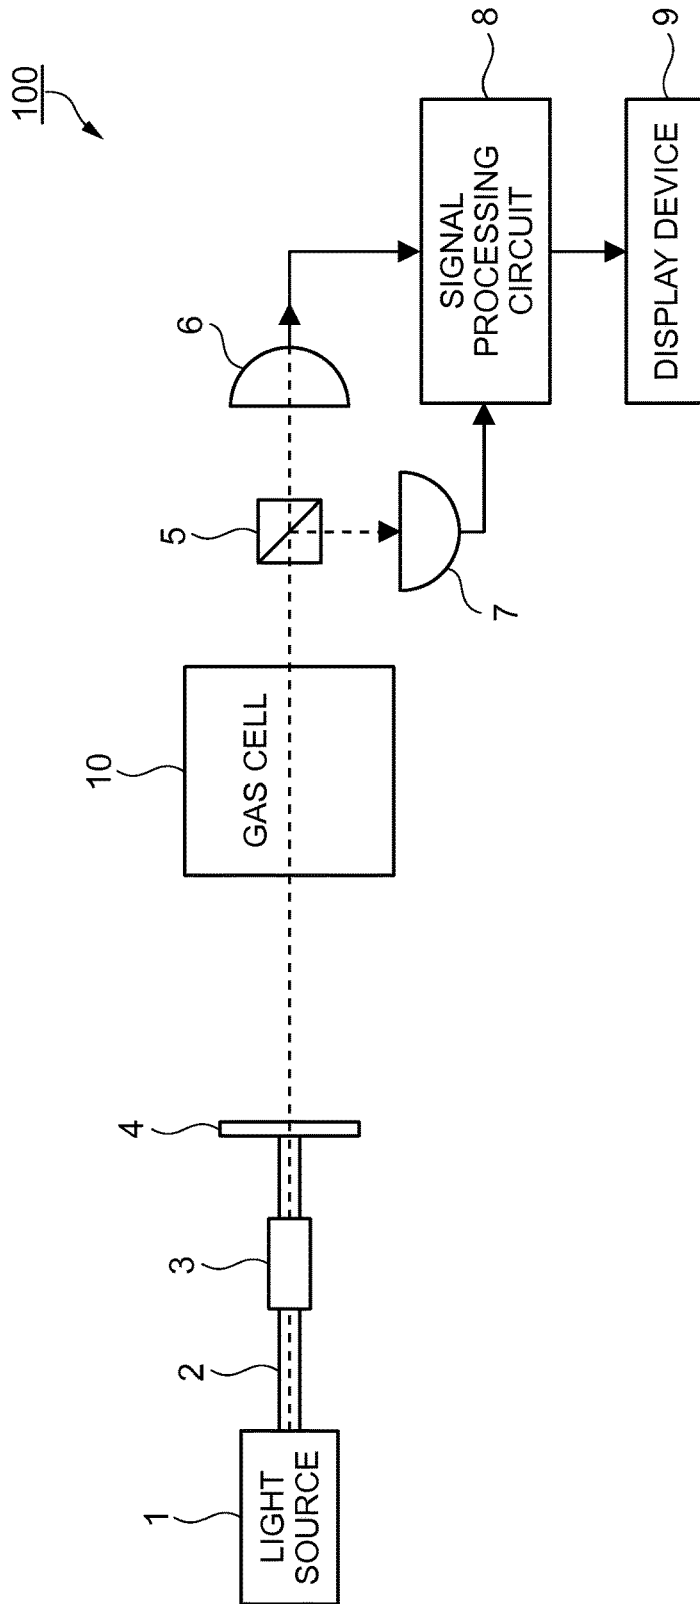 100
1
LIGHT
SOURCE
2
3
4
10
GAS CELL
5
6
7
8
SIGNAL
PROCESSING
CIRCUIT
9
DISPLAY DEVICE